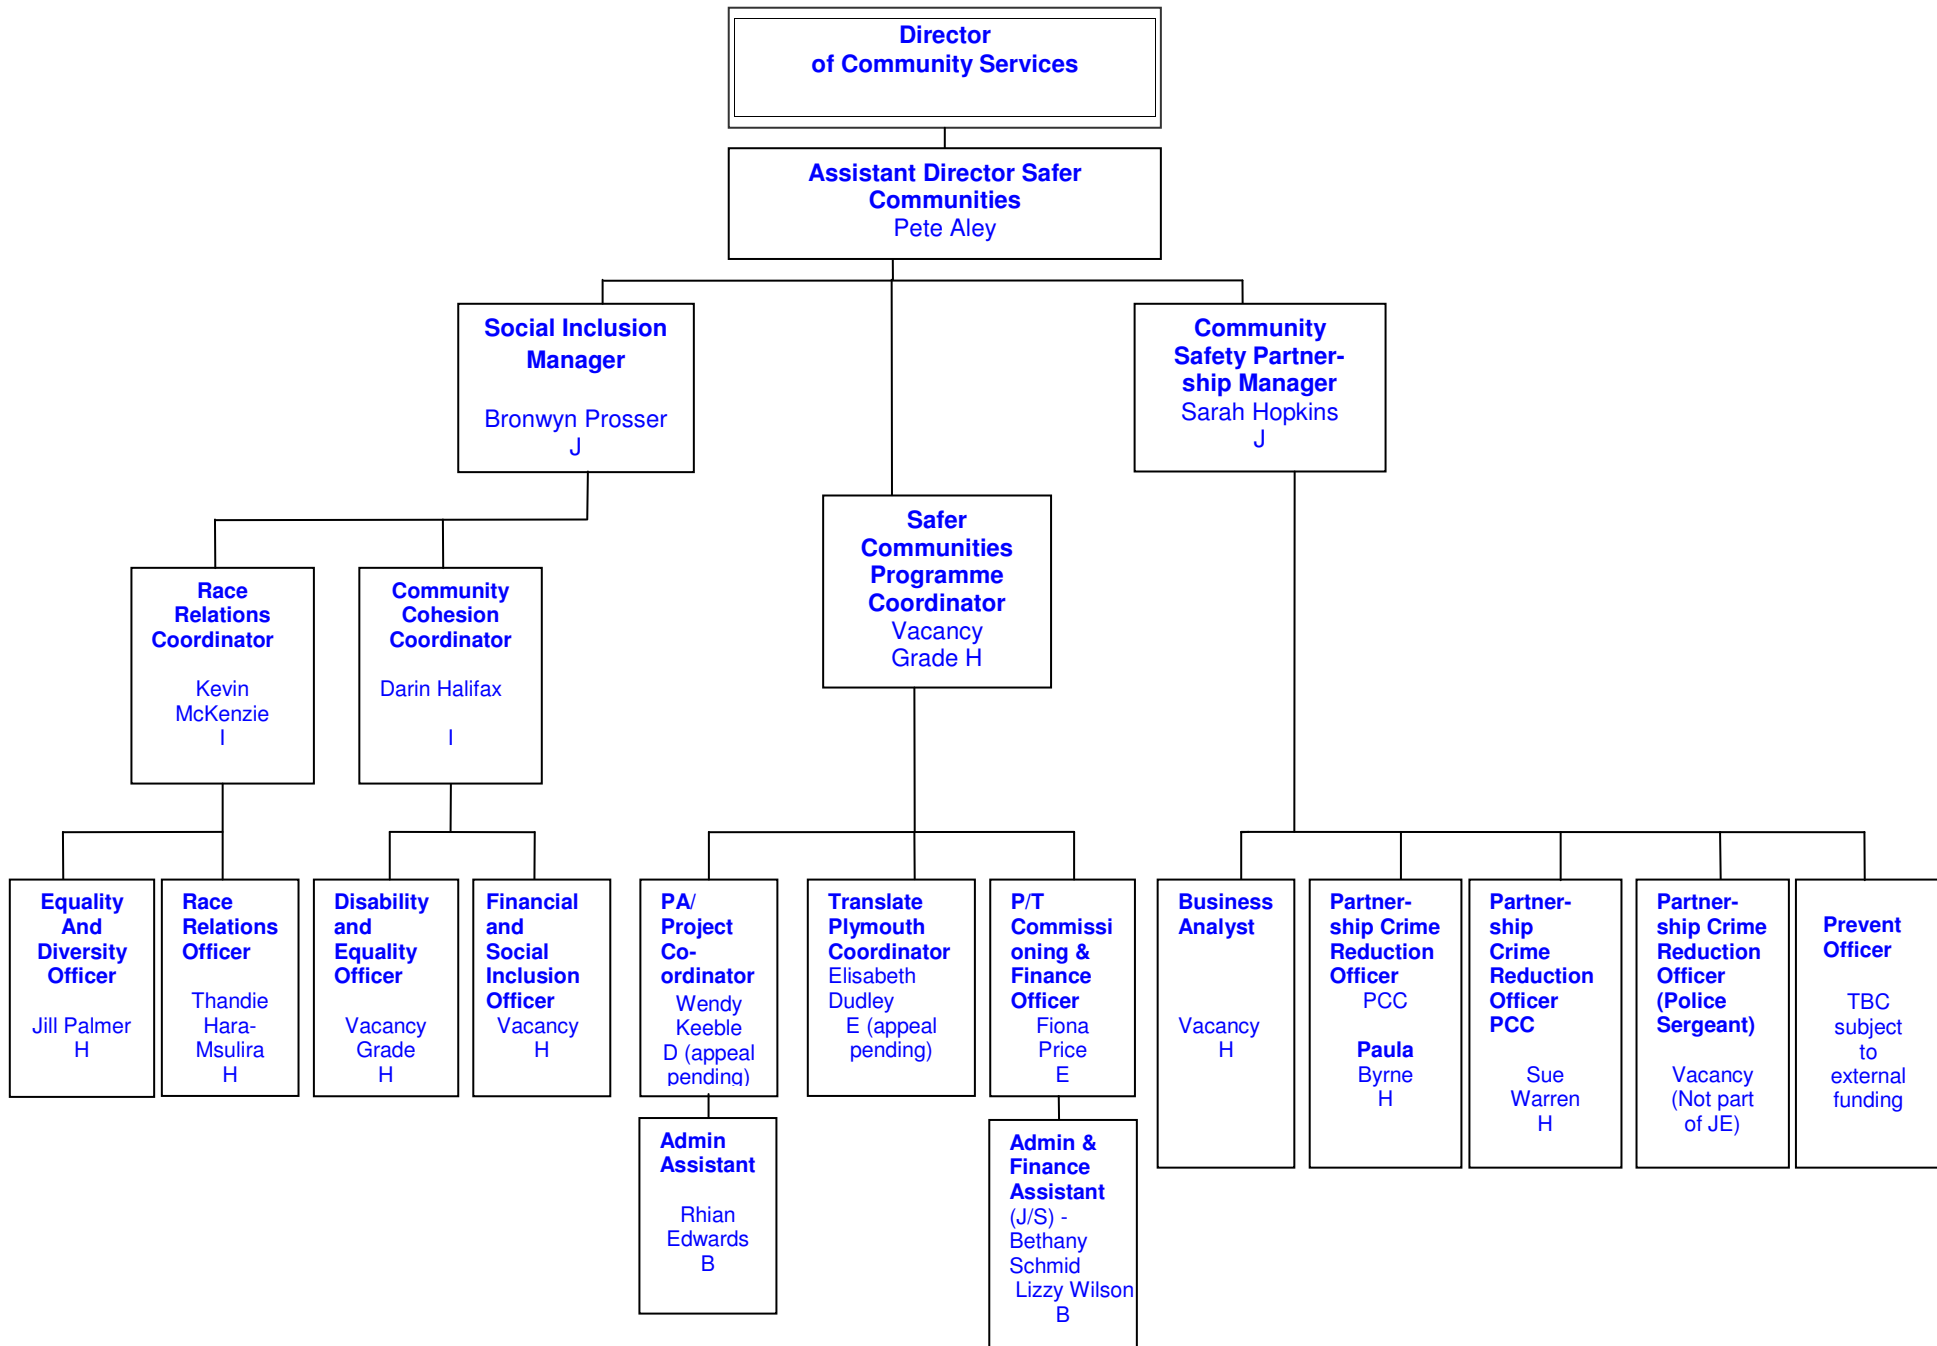 Director
of Community Services
Assistant Director Safer
Communities
Pete Aley
Social Inclusion
Manager
Bronwyn Prosser
J
Community
Safety Partner-
ship Manager
Sarah Hopkins
J
Safer
Communities
Programme
Coordinator
Vacancy
Grade H
Race
Relations
Coordinator
Kevin
McKenzie
I
Community
Cohesion
Coordinator
Darin Halifax
I
Equality
And
Diversity
Officer
Jill Palmer
H
Race
Relations
Officer
Thandie
Hara-
Msulira
H
Disability
and
Equality
Officer
Vacancy
Grade
H
Financial
and
Social
Inclusion
Officer
Vacancy
H
PA/
Project
Co-
ordinator
Wendy
Keeble
D (appeal
pending)
Translate
Plymouth
Coordinator
Elisabeth
Dudley
E (appeal
pending)
P/T
Commissi
oning &
Finance
Officer
Fiona
Price
E
Business
Analyst
Vacancy
H
Partner-
ship Crime
Reduction
Officer
PCC
Paula
Byrne
H
Partner-
ship
Crime
Reduction
Officer
PCC
Sue
Warren
H
Partner-
ship Crime
Reduction
Officer
(Police
Sergeant)
Vacancy
(Not part
of JE)
Prevent
Officer
TBC
subject
to
external
funding
Admin
Assistant
Rhian
Edwards
B
Admin &
Finance
Assistant
(J/S) -
Bethany
Schmid
Lizzy Wilson
B